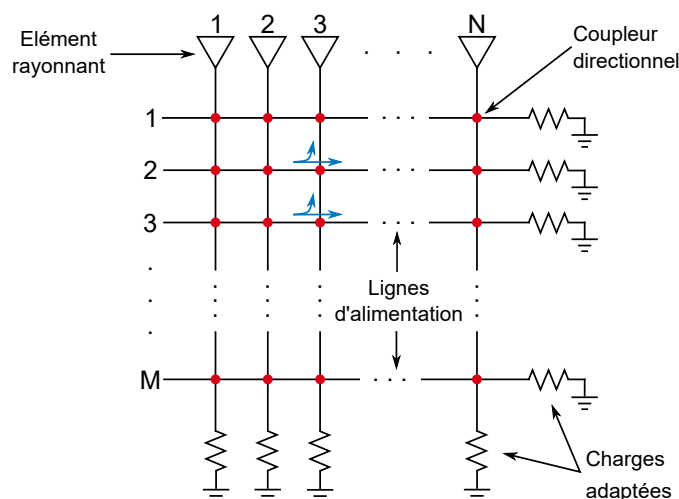 1 2 3 N
Elément
rayonnant
. . .
Coupleur
directionnel
1
. . .
2
. . .
3
. . .
Lignes
d'alimentation
M
. . .
Charges
adaptées